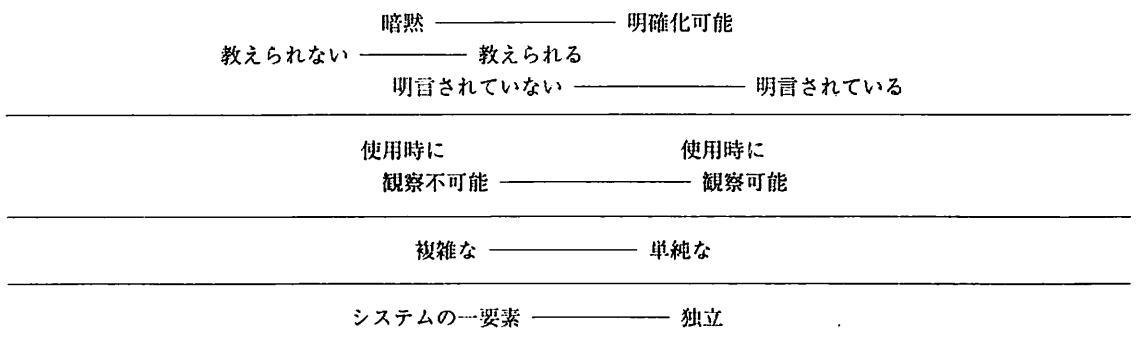 暗黙 ――――― 明確化可能
教えられない ――― 教えられる
明言されていない ――――― 明言されている
使用時に 使用時に
観察不可能 ――――― 観察可能
複雑な ――――― 単純な
システムの一要素 ――――― 独立